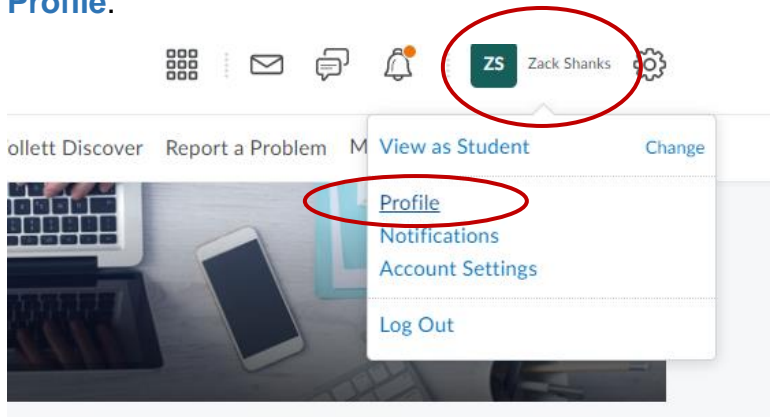 Profile.
ZS Zack Shanks
ollett Discover Report a Problem M
View as Student Change
Profile
Notifications
Account Settings
Log Out